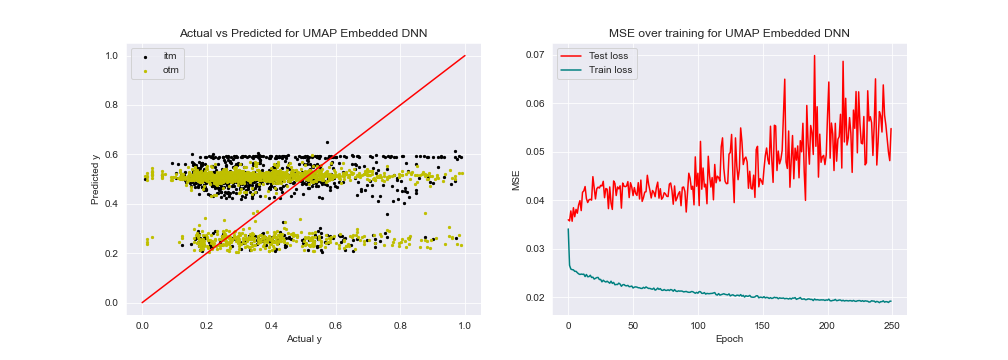 Actual vs Predicted for UMAP Embedded DNN
itm
otm
1.0
0.8
0.6
0.4
0.2
0.0
Predicted y
0.0 0.2 0.4 0.6 0.8 1.0
Actual y
MSE over training for UMAP Embedded DNN
Test loss
Train loss
0.07
0.06
0.05
0.04
0.03
0.02
MSE
0 50 100 150 200 250
Epoch